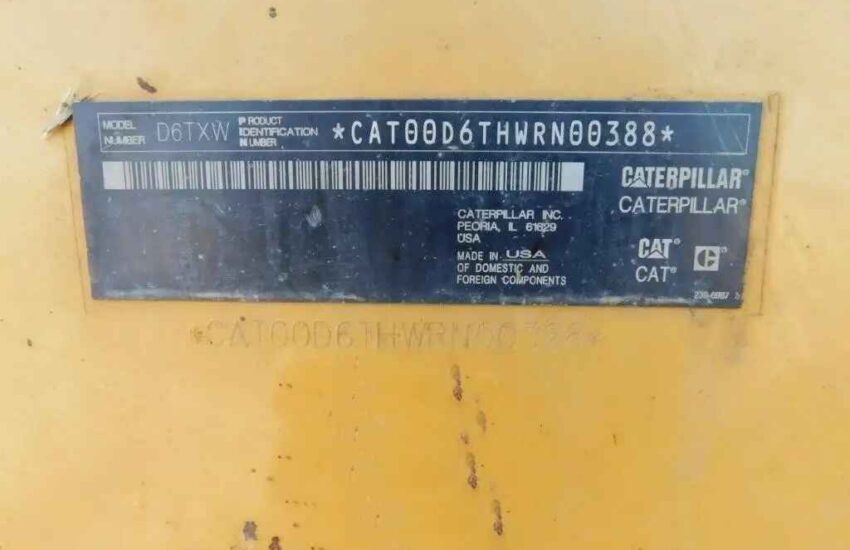 MODEL NUMBER D6TXW PRODUCT IDENTIFICATION NUMBER *CAT00D6THWRN00388*
CATERPILLAR®
CATERPILLAR®
CATERPILLAR INC.
PEORIA, IL 61629
USA
CAT®
CAT®
MADE IN USA
OF DOMESTIC AND
FOREIGN COMPONENTS
*CAT00D6THWRN00388*